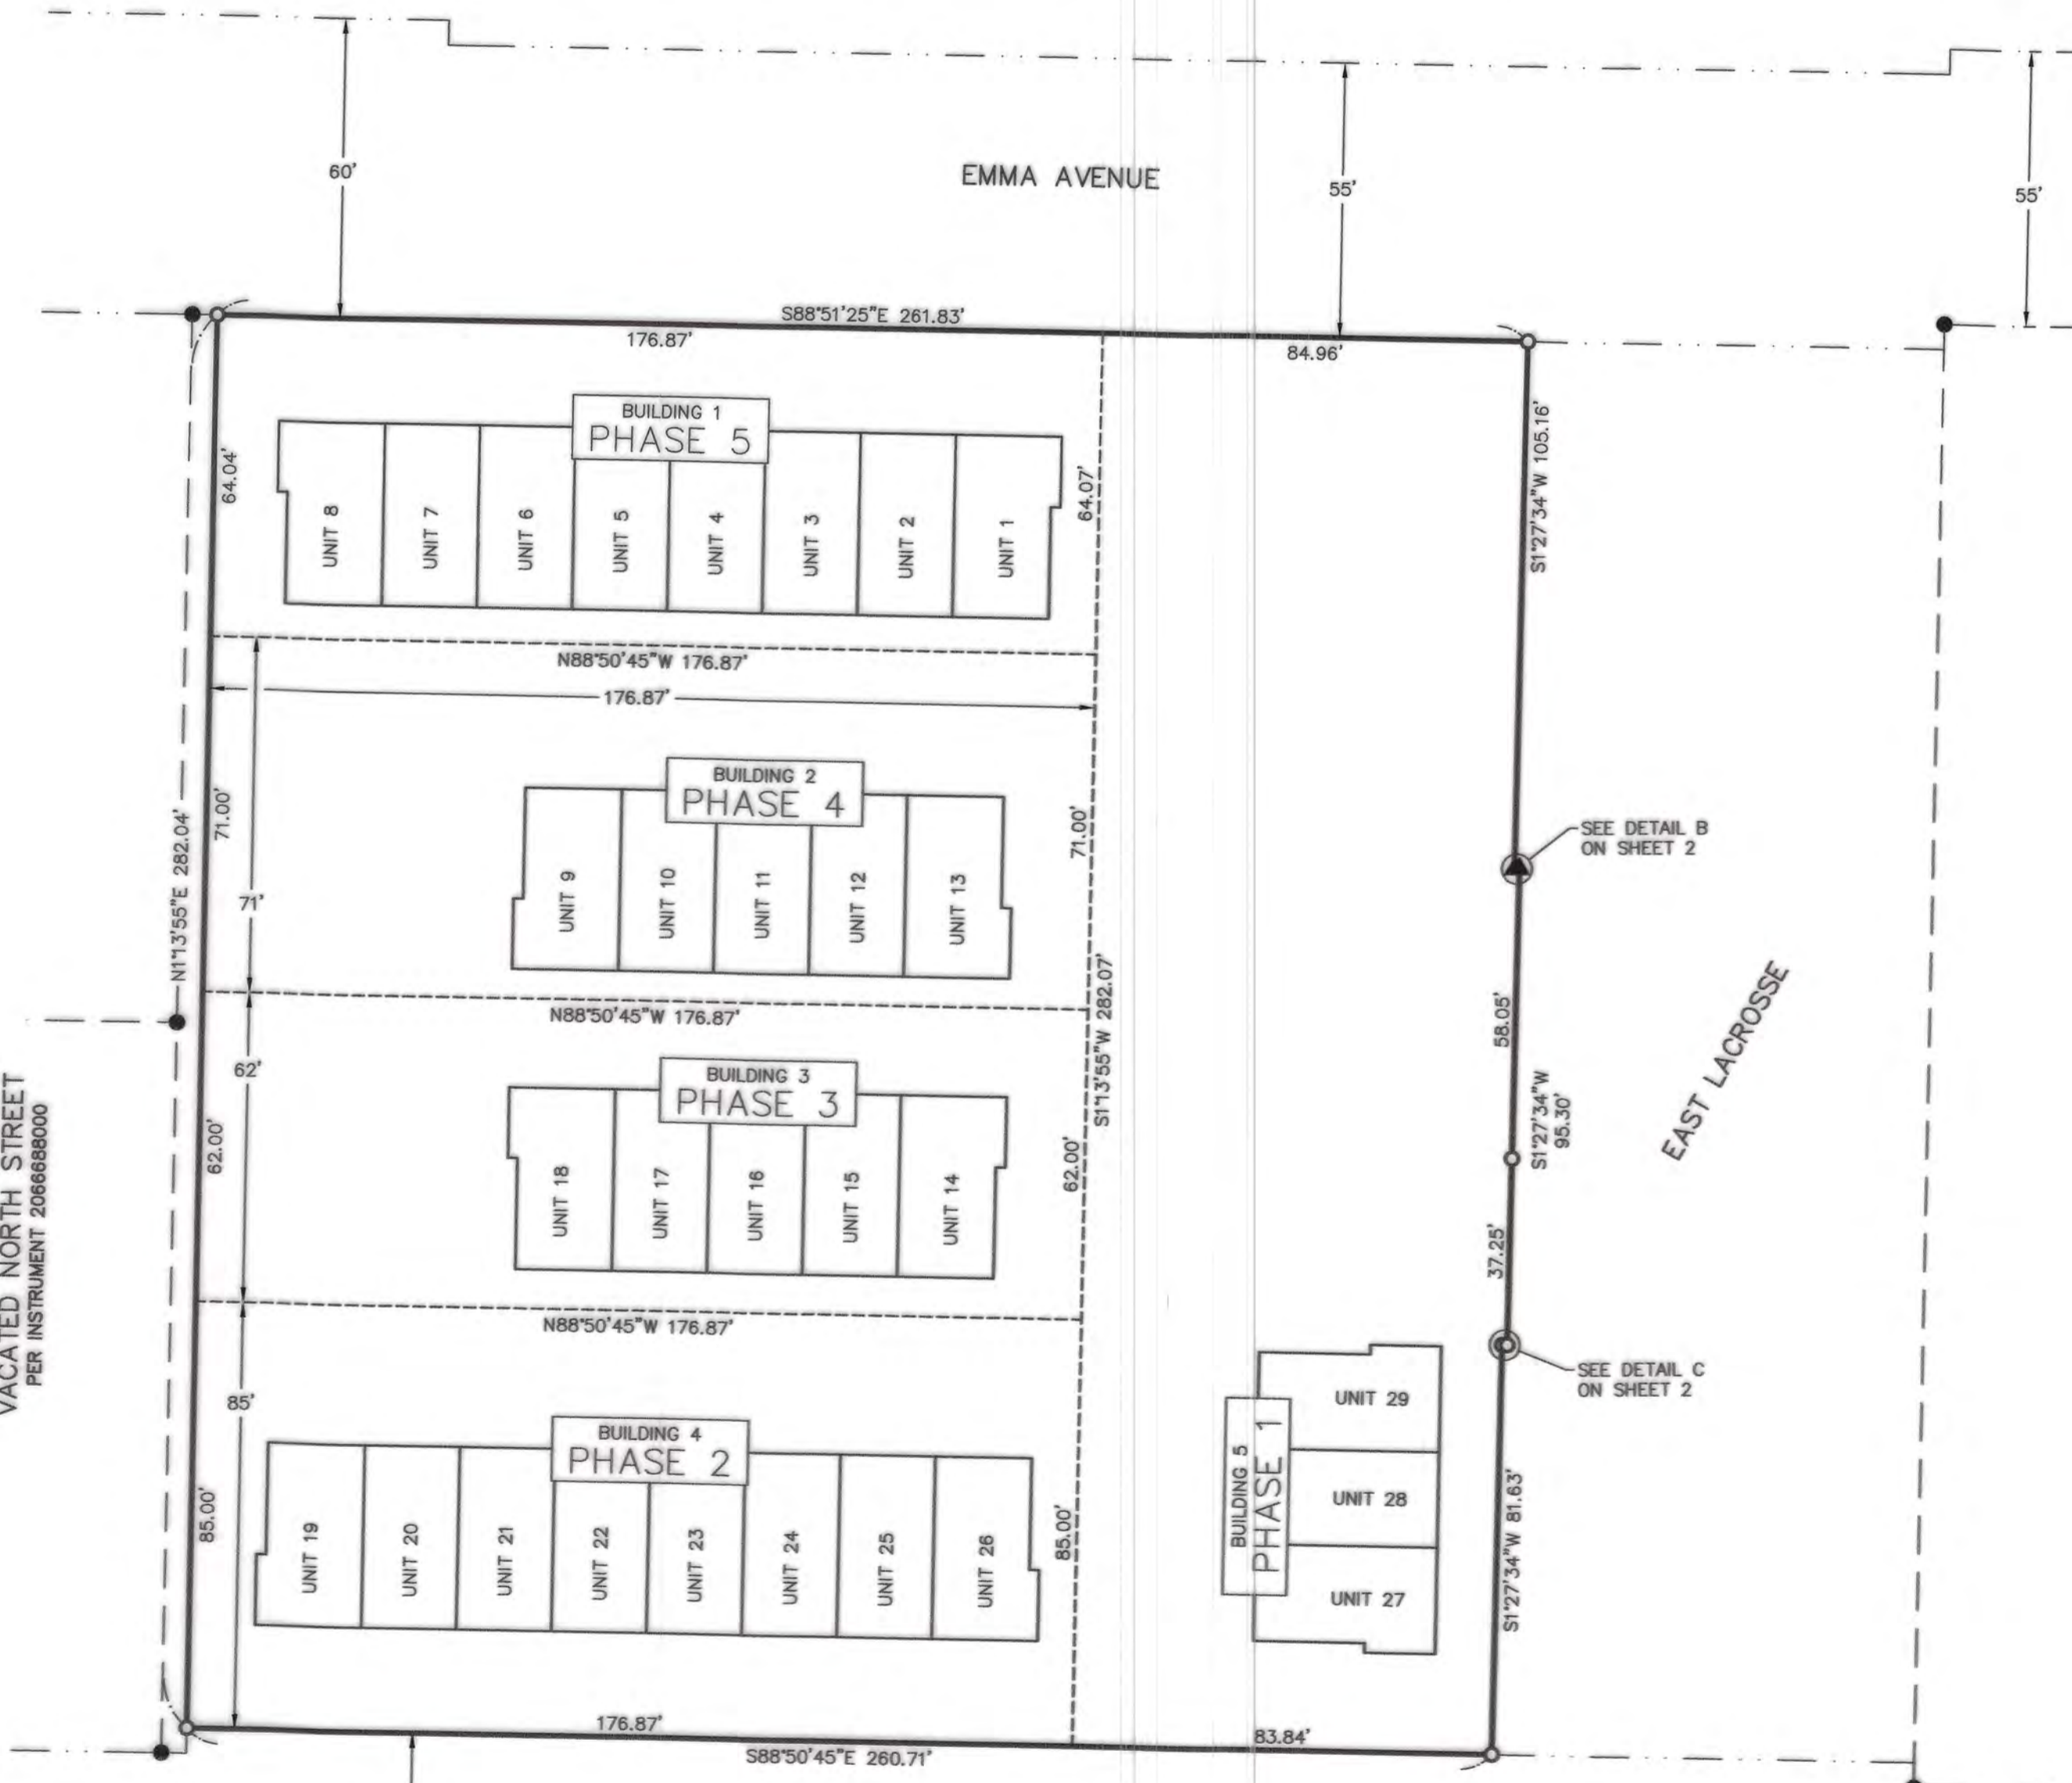 60'
EMMA AVENUE
55'
55'
S88°51'25"E 261.83'
176.87'
84.96'
BUILDING 1
PHASE 5
64.04'
UNIT 8
UNIT 7
UNIT 6
UNIT 5
UNIT 4
UNIT 3
UNIT 2
UNIT 1
64.07'
S1°27'34"W 105.16'
N88°50'45"W 176.87'
176.87'
BUILDING 2
PHASE 4
71.00'
71'
UNIT 9
UNIT 10
UNIT 11
UNIT 12
UNIT 13
71.00'
SEE DETAIL B
ON SHEET 2
N1°13'55"E 282.04'
N88°50'45"W 176.87'
S1°13'55"W 282.07'
58.05'
EAST LACROSSE
62'
BUILDING 3
PHASE 3
62.00'
UNIT 18
UNIT 17
UNIT 16
UNIT 15
UNIT 14
62.00'
S1°27'34"W
95.30'
37.25'
VACATED NORTH STREET
PER INSTRUMENT 2066688000
N88°50'45"W 176.87'
SEE DETAIL C
ON SHEET 2
85'
BUILDING 4
PHASE 2
85.00'
UNIT 19
UNIT 20
UNIT 21
UNIT 22
UNIT 23
UNIT 24
UNIT 25
UNIT 26
85.00'
BUILDING 5
PHASE 1
UNIT 29
UNIT 28
UNIT 27
S1°27'34"W 81.63'
176.87'
83.84'
S88°50'45"E 260.71'